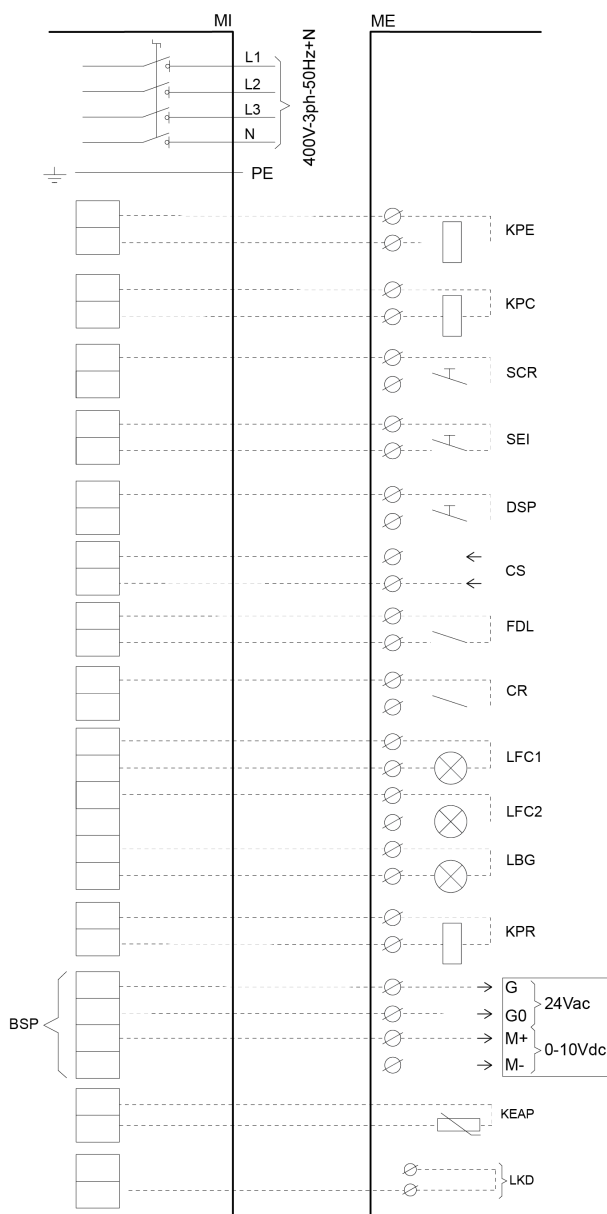 MI ME
L1
L2
L3
N
400V-3ph-50Hz+N
PE
KPE
KPC
SCR
SEI
DSP
CS
FDL
CR
LFC1
LFC2
LBG
KPR
BSP
G
G0
24Vac
M+
M-
0-10Vdc
KEAP
LKD